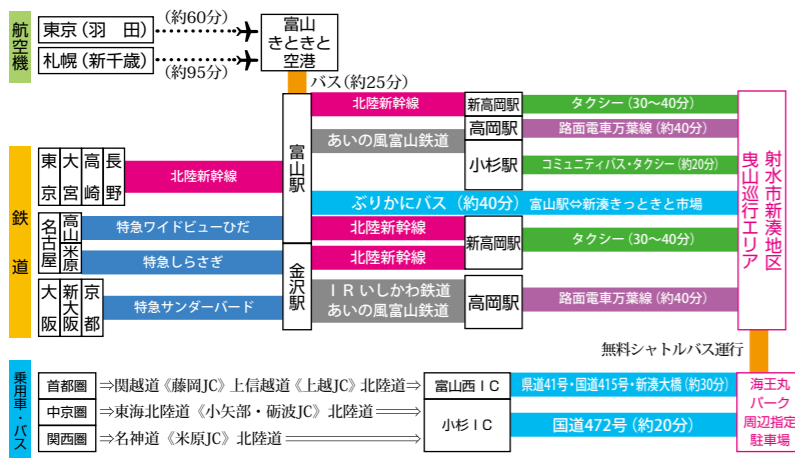 航空機
東京(羽 田)
(約60分)
札幌(新千歳)
(約95分)
富山
きときと
空港
バス(約25分)
鉄道
東京
大宮
高崎
長野
北陸新幹線
名古屋
高山
米原
特急ワイドビューひだ
特急しらさぎ
大阪
新大阪
京都
特急サンダーバード
富山駅
金沢駅
北陸新幹線
新高岡駅
タクシー(30〜40分)
あいの風富山鉄道
高岡駅
路面電車万葉線(約40分)
小杉駅
コミュニティバス・タクシー(約20分)
ぶりかにバス(約40分) 富山駅⇔新湊きっときと市場
北陸新幹線
北陸新幹線
新高岡駅
タクシー(30〜40分)
IRいしかわ鉄道
あいの風富山鉄道
高岡駅
路面電車万葉線(約40分)
射水市新湊地区
曳山巡行エリア
無料シャトルバス運行
乗用車・バス
首都圏
⇒関越道《藤岡JC》上信越道《上越JC》北陸道⇒
富山西IC
県道41号・国道415号・新湊大橋(約30分)
中京圏
⇒東海北陸道《小矢部・砺波JC》北陸道⇒
関西圏
⇒名神道《米原JC》北陸道⇒
小杉IC
国道472号(約20分)
海王丸
パーク
周辺指定
駐車場